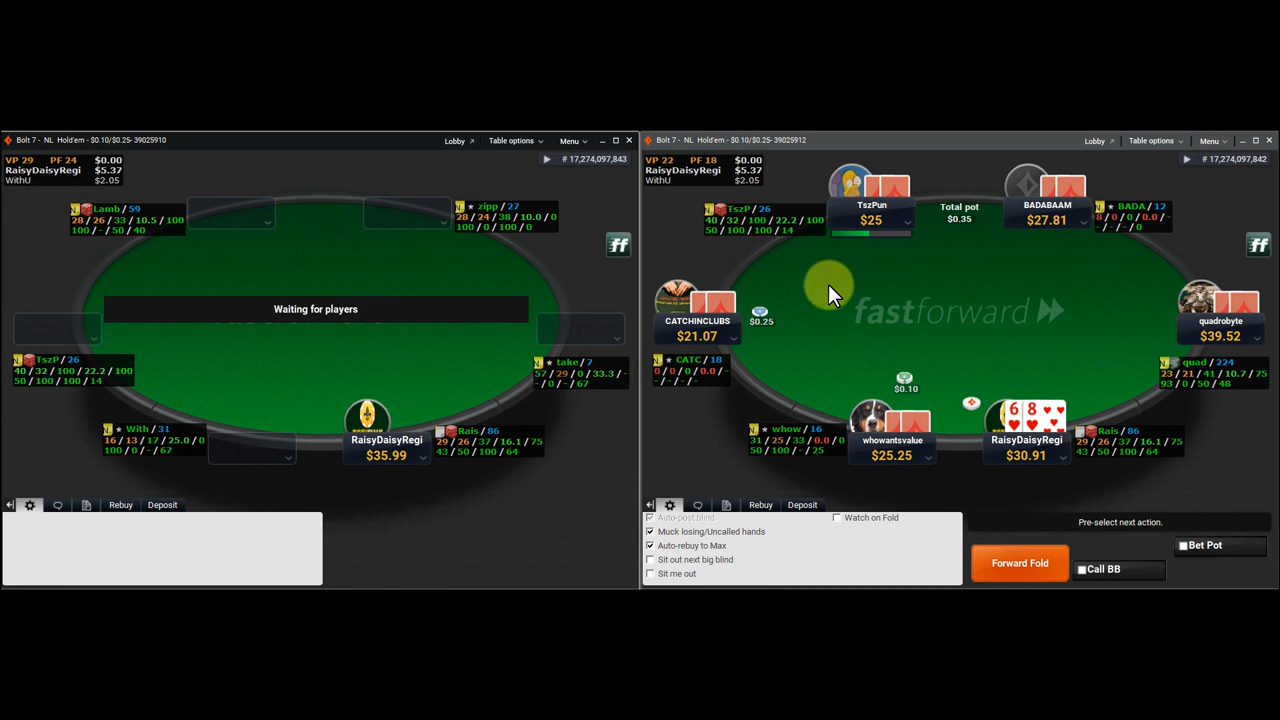 Bolt 7 - NL Hold'em - $0.10/$0.25- 39025910
Lobby
Table options
Menu
VP 29 PF 24 $0.00
RaisyDaisyRegi $5.37
WithU $2.05
# 17,274,097,843
Lamb / 59
28 / 26 / 33 / 10.5 / 100
100 / - / 50 / 40
zipp / 27
28 / 24 / 38 / 10.0 / 0
100 / 100 / 0
ff
Waiting for players
TszP / 26
40 / 32 / 100 / 22.2 / 100
50 / 100 / 100 / 14
take / 7
57 / 29 / 0 / 33.3 / -
- / 0 / - / 67
With / 31
16 / 13 / 17 / 25.0 / 0
100 / 0 / - / 67
RaisyDaisyRegi
$35.99
Rais / 86
29 / 26 / 37 / 16.1 / 75
43 / 50 / 100 / 64
Rebuy
Deposit
Bolt 7 - NL Hold'em - $0.10/$0.25- 39025912
Lobby
Table options
Menu
VP 22 PF 18 $0.00
RaisyDaisyRegi $5.37
WithU $2.05
# 17,274,097,842
TszP / 26
40 / 32 / 100 / 22.2 / 100
50 / 100 / 100 / 14
TszPun
$25
Total pot
$0.35
BADABAAM
$27.81
BADA / 12
8 / 0 / 0 / 0.0 / -
- / - / - / 0
ff
CATCHINCLUBS
$21.07
$0.25
fastforward
quadrobyte
$39.52
CATC / 18
0 / 0 / 0 / 0.0 / -
- / - / - / -
quad / 224
23 / 21 / 41 / 10.7 / 75
93 / 0 / 50 / 48
$0.10
whow / 16
31 / 25 / 33 / 0.0 / 0
50 / - / - / 25
whowantsvalue
$25.25
6 8
RaisyDaisyRegi
$30.91
Rais / 86
29 / 26 / 37 / 16.1 / 75
43 / 50 / 100 / 64
Rebuy
Deposit
Auto-post blind
Watch on Fold
Muck losing/Uncalled hands
Auto-rebuy to Max
Sit out next big blind
Sit me out
Pre-select next action.
Forward Fold
Call BB
Bet Pot